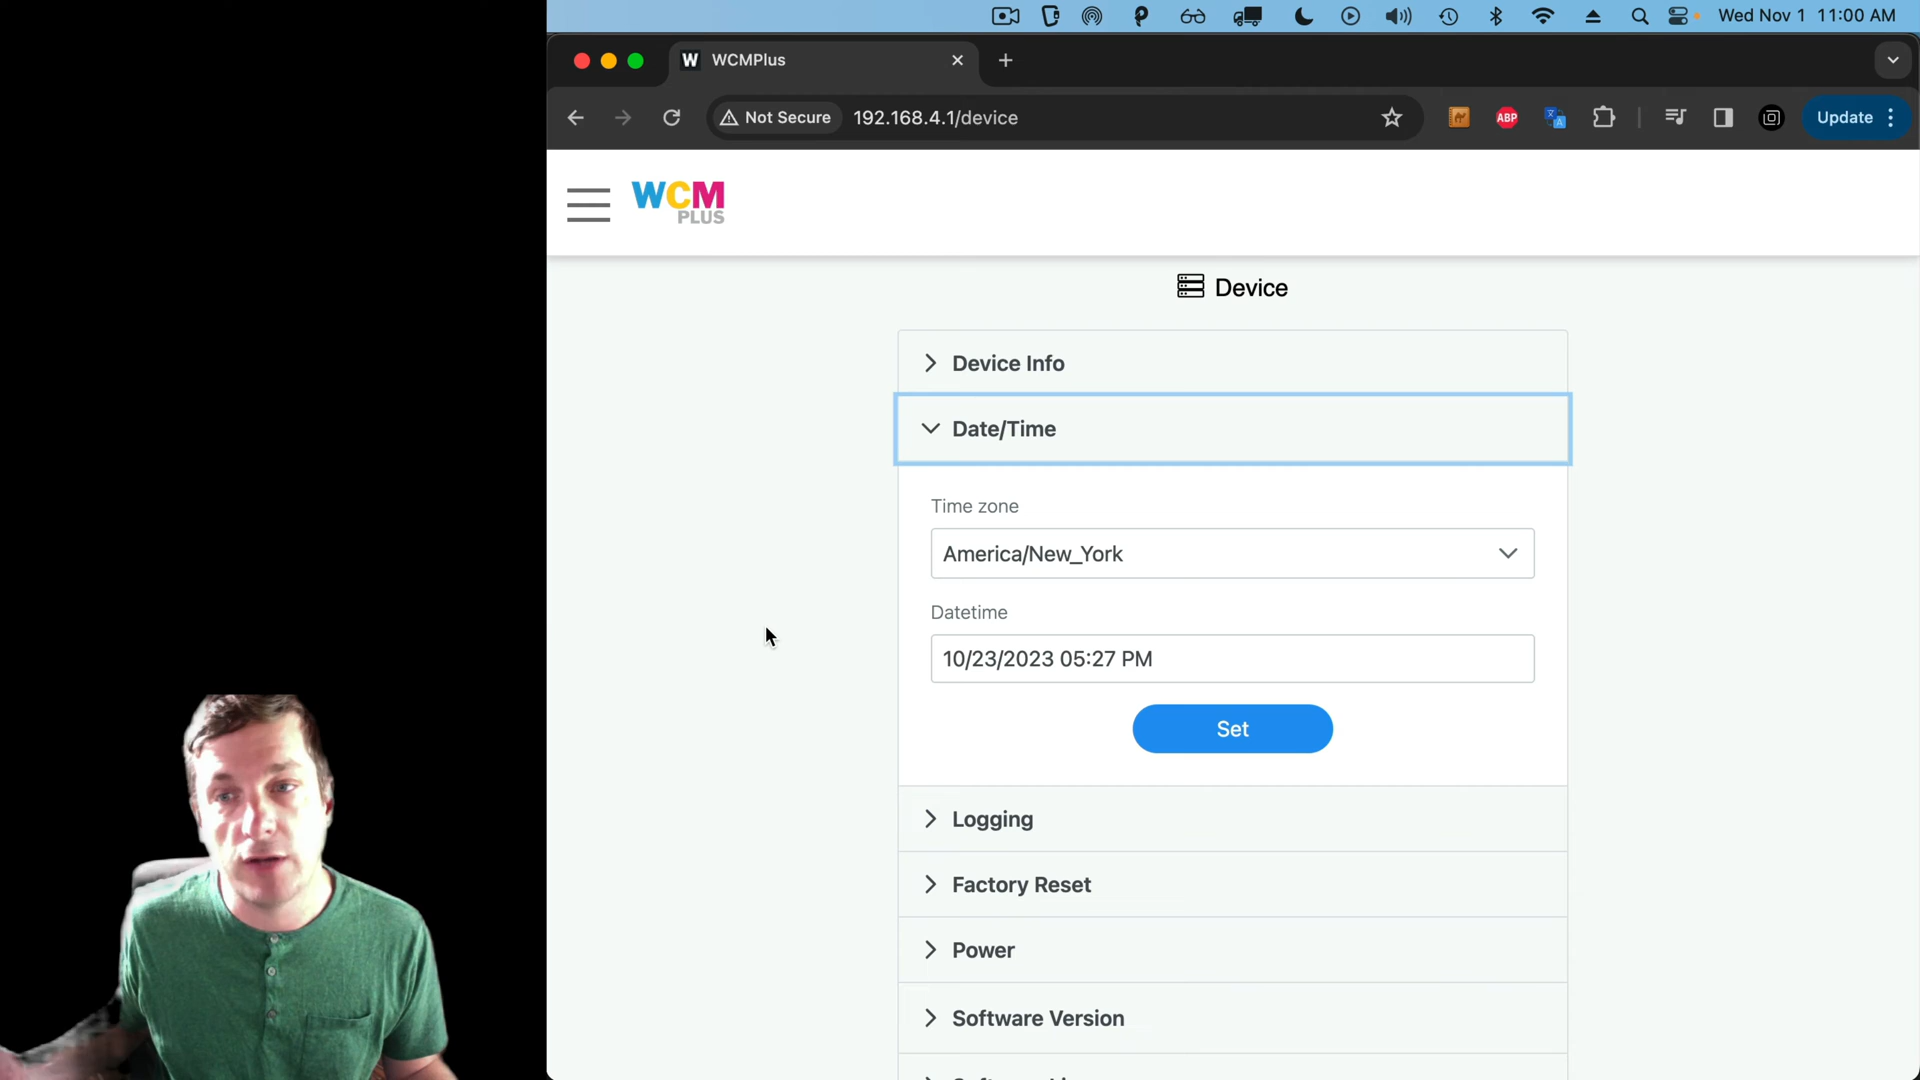 Wed Nov 1 11:00 AM
W WCMPlus
Not Secure 192.168.4.1/device
ABP
Update
WCM
PLUS
Device
Device Info
Date/Time
Time zone
America/New_York
Datetime
10/23/2023 05:27 PM
Set
Logging
Factory Reset
Power
Software Version